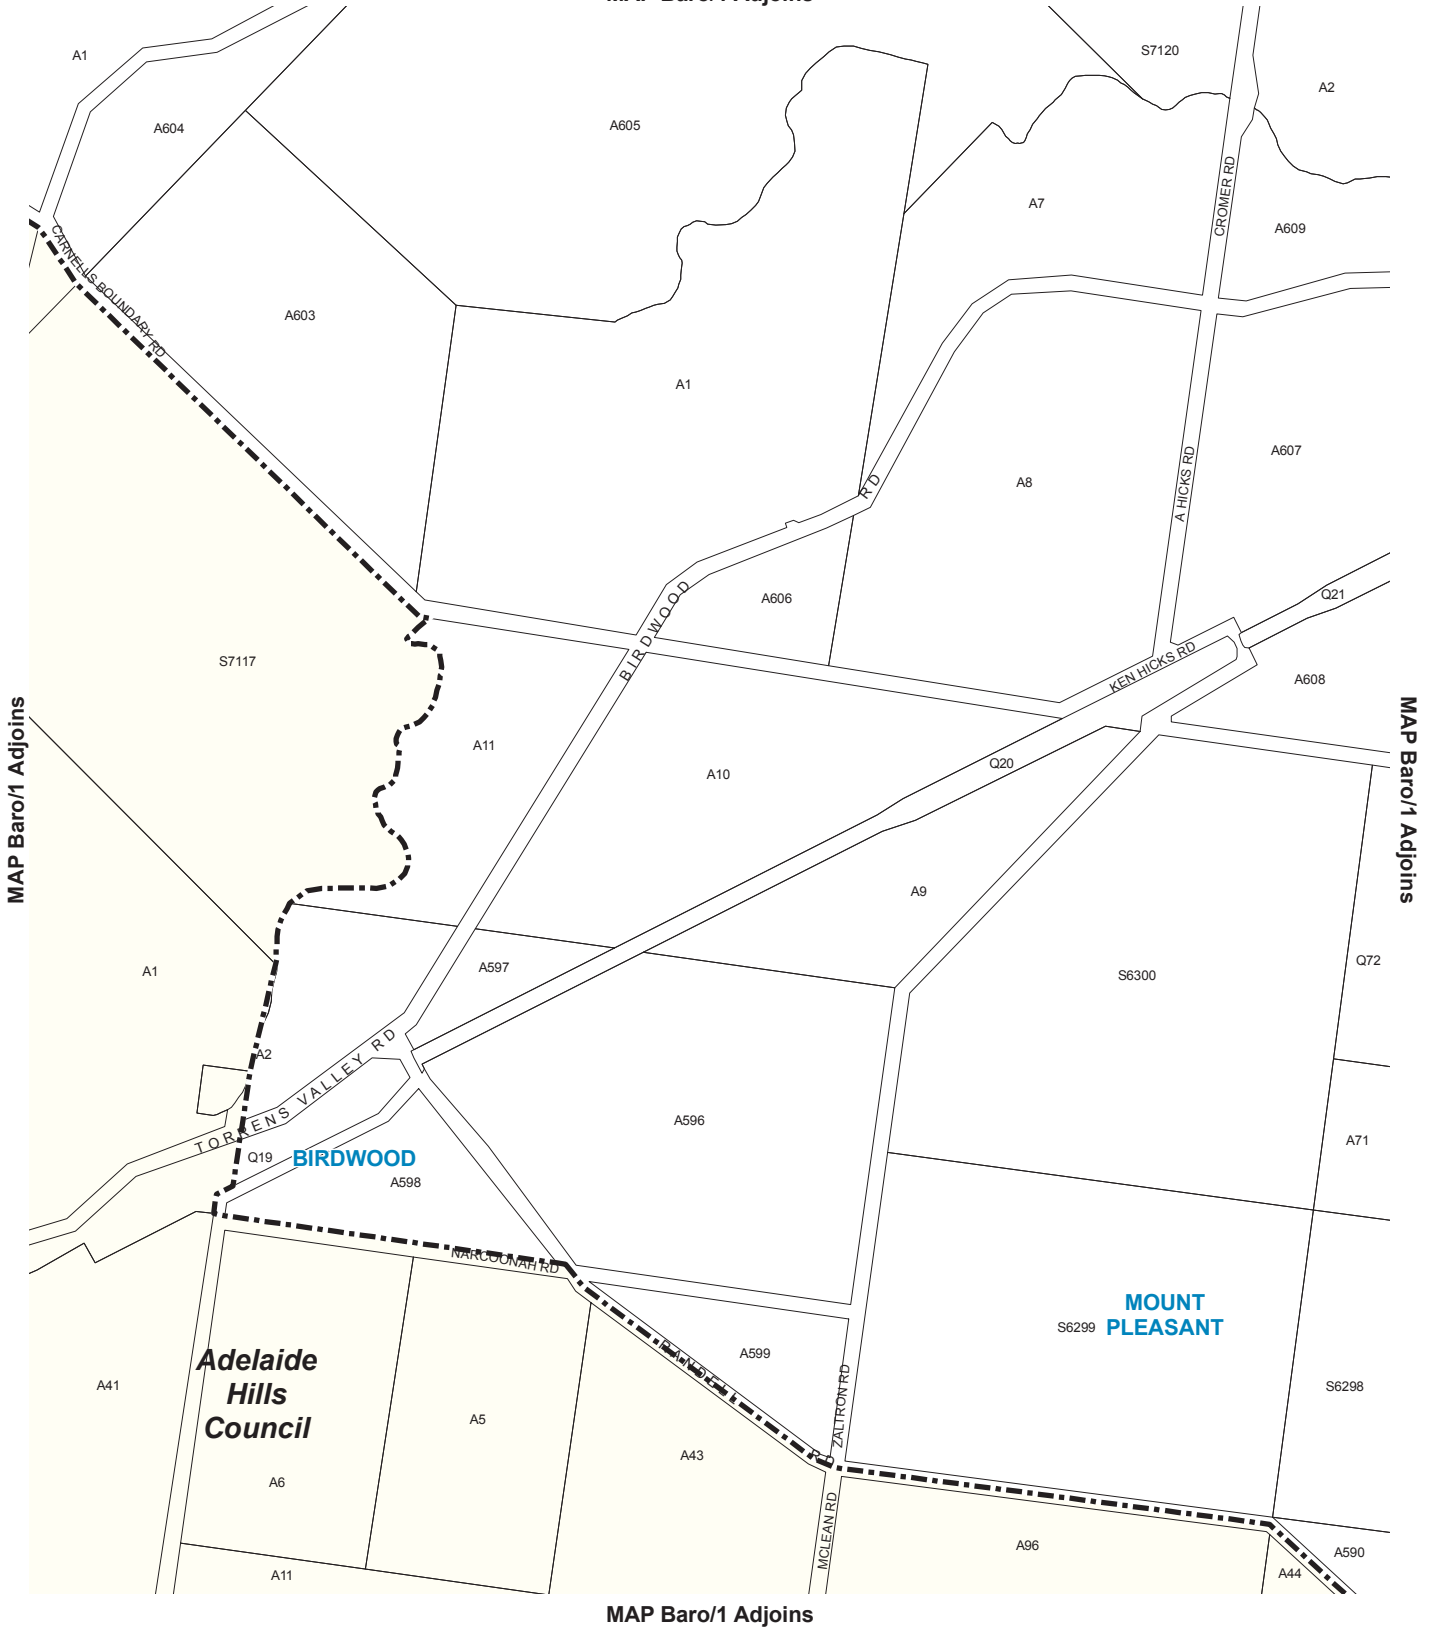 MAP Baro/1 Adjoins
A1
S7120
A2
A604
A605
A7
CROMER RD
A609
CARNELLS BOUNDARY RD
A603
A1
A607
A8
A HICKS RD
RD
Q21
A606
BIRDWOOD
S7117
KEN HICKS RD
A608
MAP Baro/1 Adjoins
MAP Baro/1 Adjoins
A11
A10
Q20
A9
A597
A1
S6300
Q72
A2
TORRENS VALLEY RD
A596
A71
Q19
BIRDWOOD
A598
NARCOONAH RD
MOUNT
PLEASANT
S6299
A599
RANDELL
RD
ZALTRON RD
Adelaide
Hills
Council
A41
S6298
A5
A43
A6
MCLEAN RD
A96
A590
A44
A11
MAP Baro/1 Adjoins